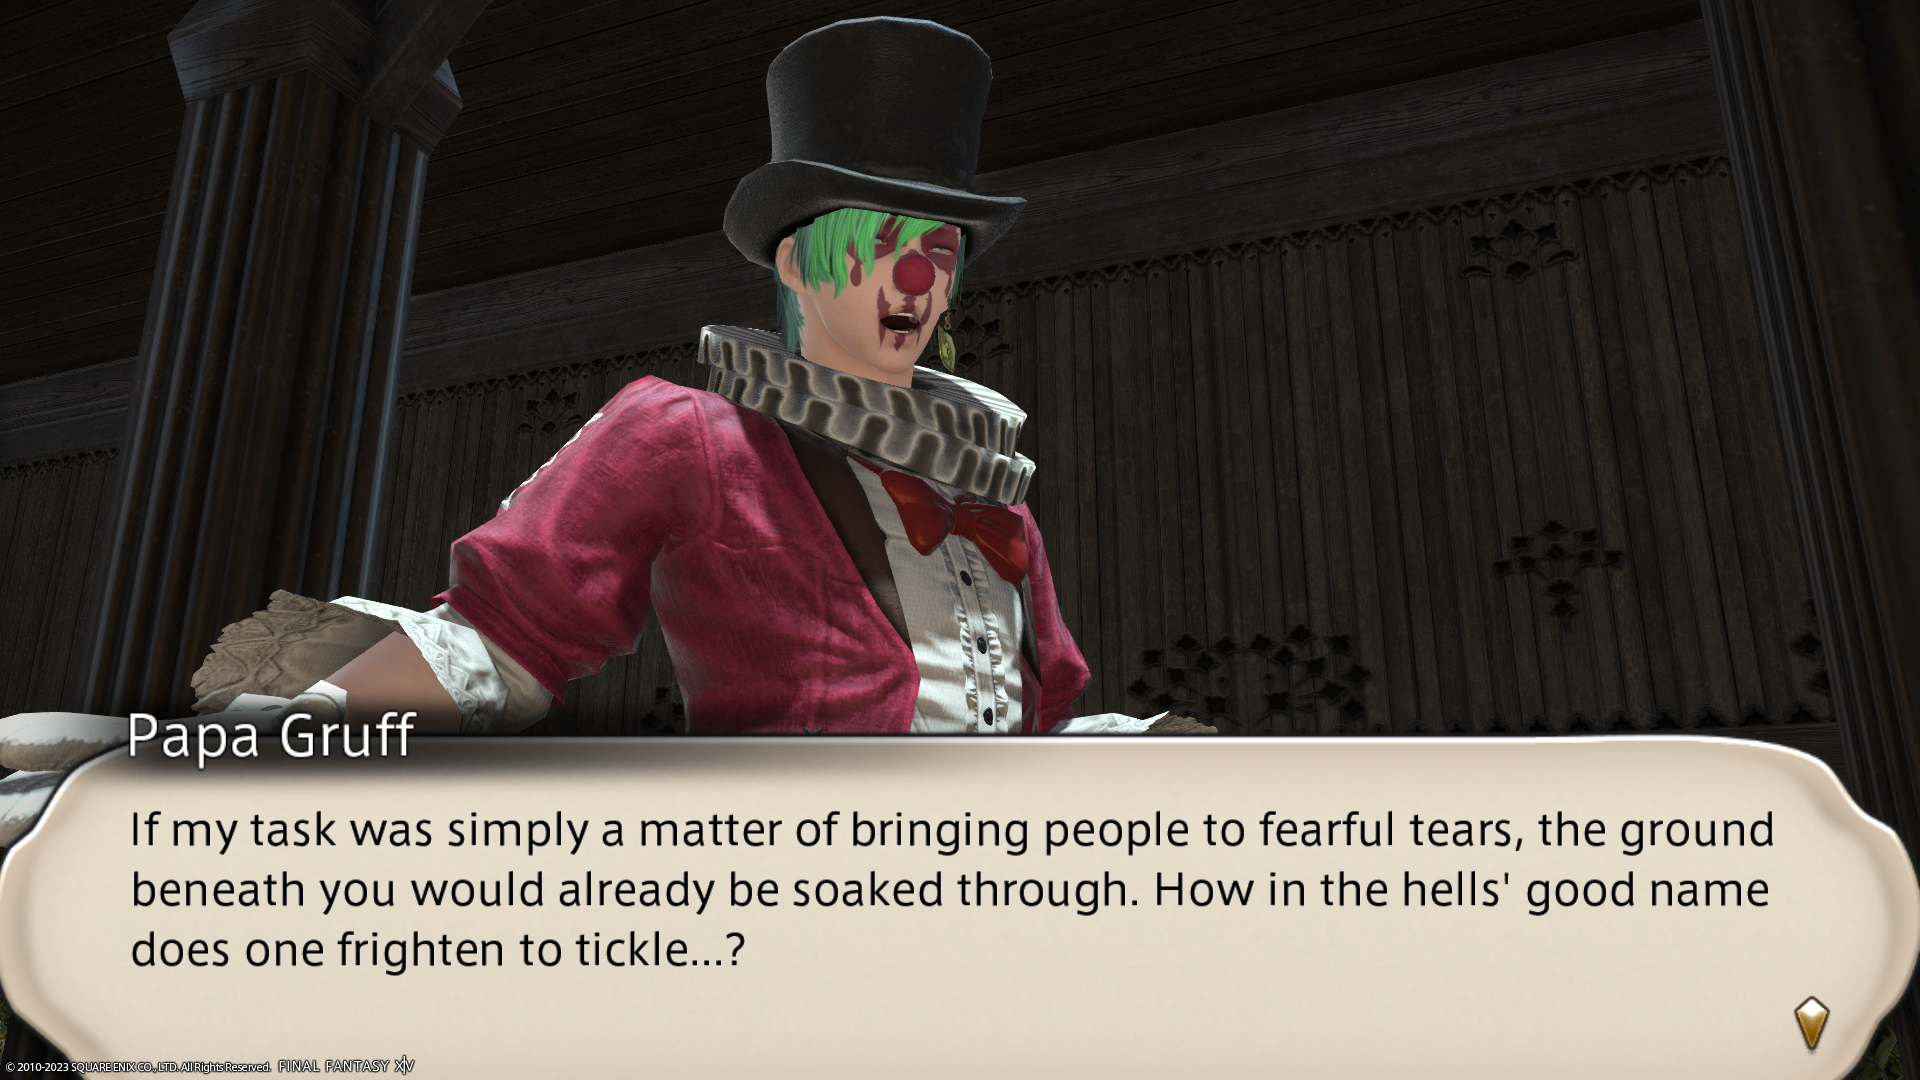 Papa Gruff
If my task was simply a matter of bringing people to fearful tears, the ground
beneath you would already be soaked through. How in the hells' good name
does one frighten to tickle...?
© 2010-2023 SQUARE ENIX CO., LTD. All Rights Reserved. FINAL FANTASY XIV